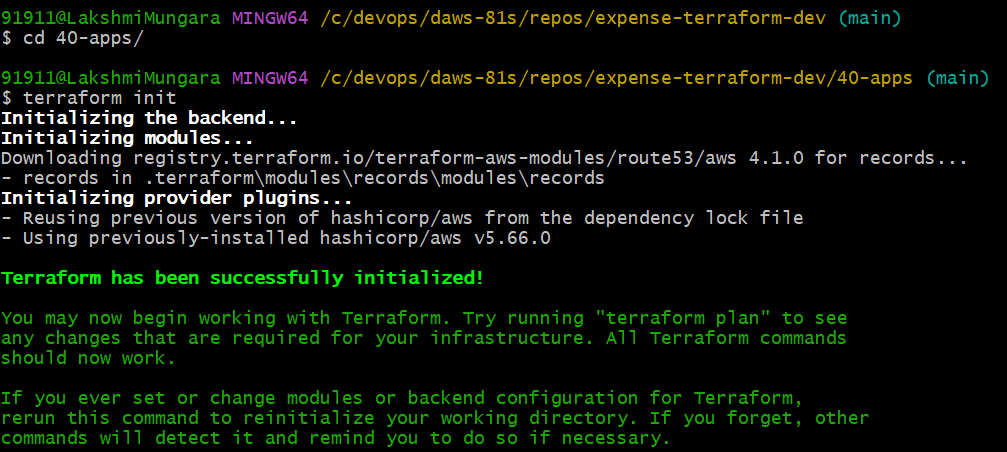 91911@LakshmiMungara MINGW64 /c/devops/daws-81s/repos/expense-terraform-dev (main)
$ cd 40-apps/
91911@LakshmiMungara MINGW64 /c/devops/daws-81s/repos/expense-terraform-dev/40-apps (main)
$ terraform init
Initializing the backend...
Initializing modules...
Downloading registry.terraform.io/terraform-aws-modules/route53/aws 4.1.0 for records...
- records in .terraform\modules\records\modules\records
Initializing provider plugins...
- Reusing previous version of hashicorp/aws from the dependency lock file
- Using previously-installed hashicorp/aws v5.66.0
Terraform has been successfully initialized!
You may now begin working with Terraform. Try running "terraform plan" to see
any changes that are required for your infrastructure. All Terraform commands
should now work.
If you ever set or change modules or backend configuration for Terraform,
rerun this command to reinitialize your working directory. If you forget, other
commands will detect it and remind you to do so if necessary.